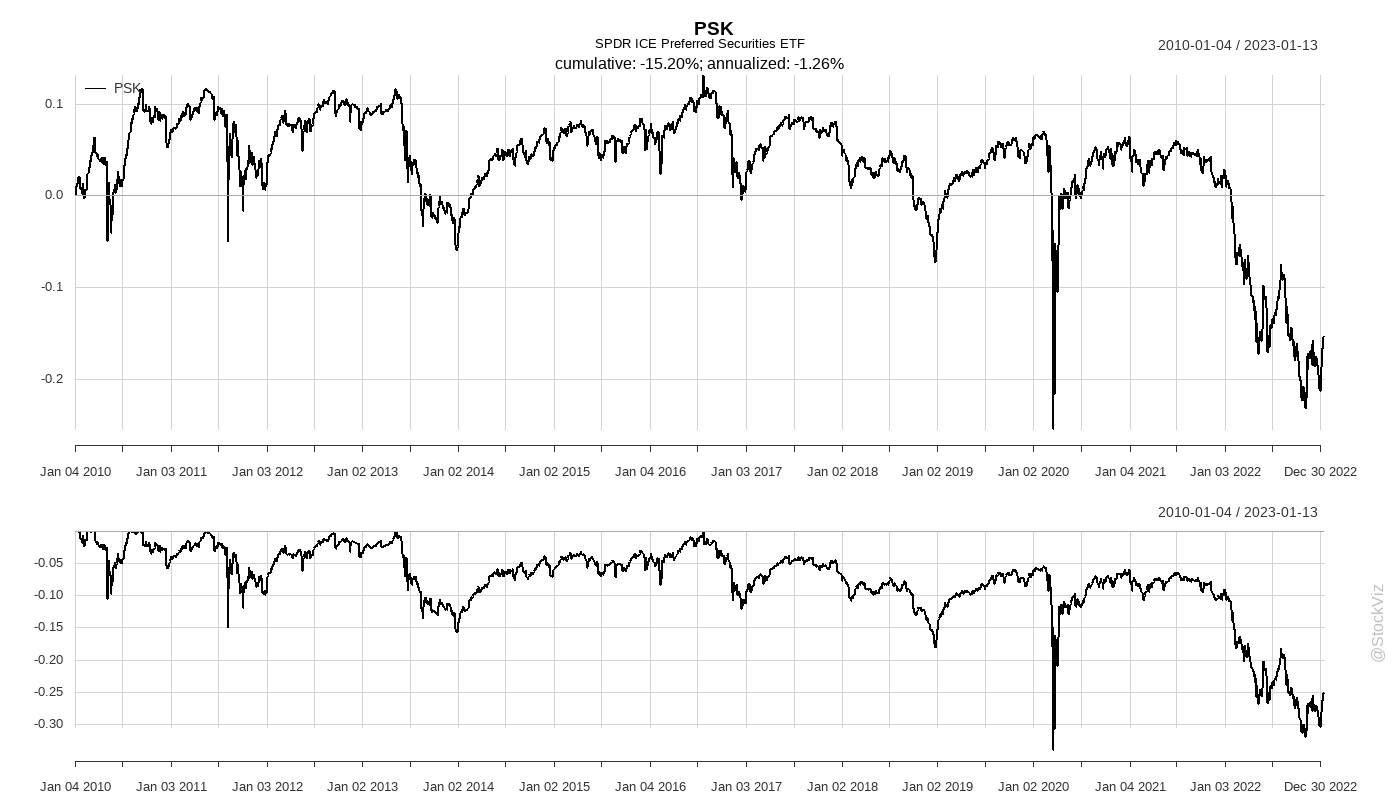 PSK
SPDR ICE Preferred Securities ETF
cumulative: -15.20%; annualized: -1.26%
2010-01-04 / 2023-01-13
PSK
0.1
0.0
-0.1
-0.2
Jan 04 2010 Jan 03 2011 Jan 03 2012 Jan 02 2013 Jan 02 2014 Jan 02 2015 Jan 04 2016 Jan 03 2017 Jan 02 2018 Jan 02 2019 Jan 02 2020 Jan 04 2021 Jan 03 2022 Dec 30 2022
2010-01-04 / 2023-01-13
-0.05
-0.10
-0.15
-0.20
-0.25
-0.30
Jan 04 2010 Jan 03 2011 Jan 03 2012 Jan 02 2013 Jan 02 2014 Jan 02 2015 Jan 04 2016 Jan 03 2017 Jan 02 2018 Jan 02 2019 Jan 02 2020 Jan 04 2021 Jan 03 2022 Dec 30 2022
@StockViz